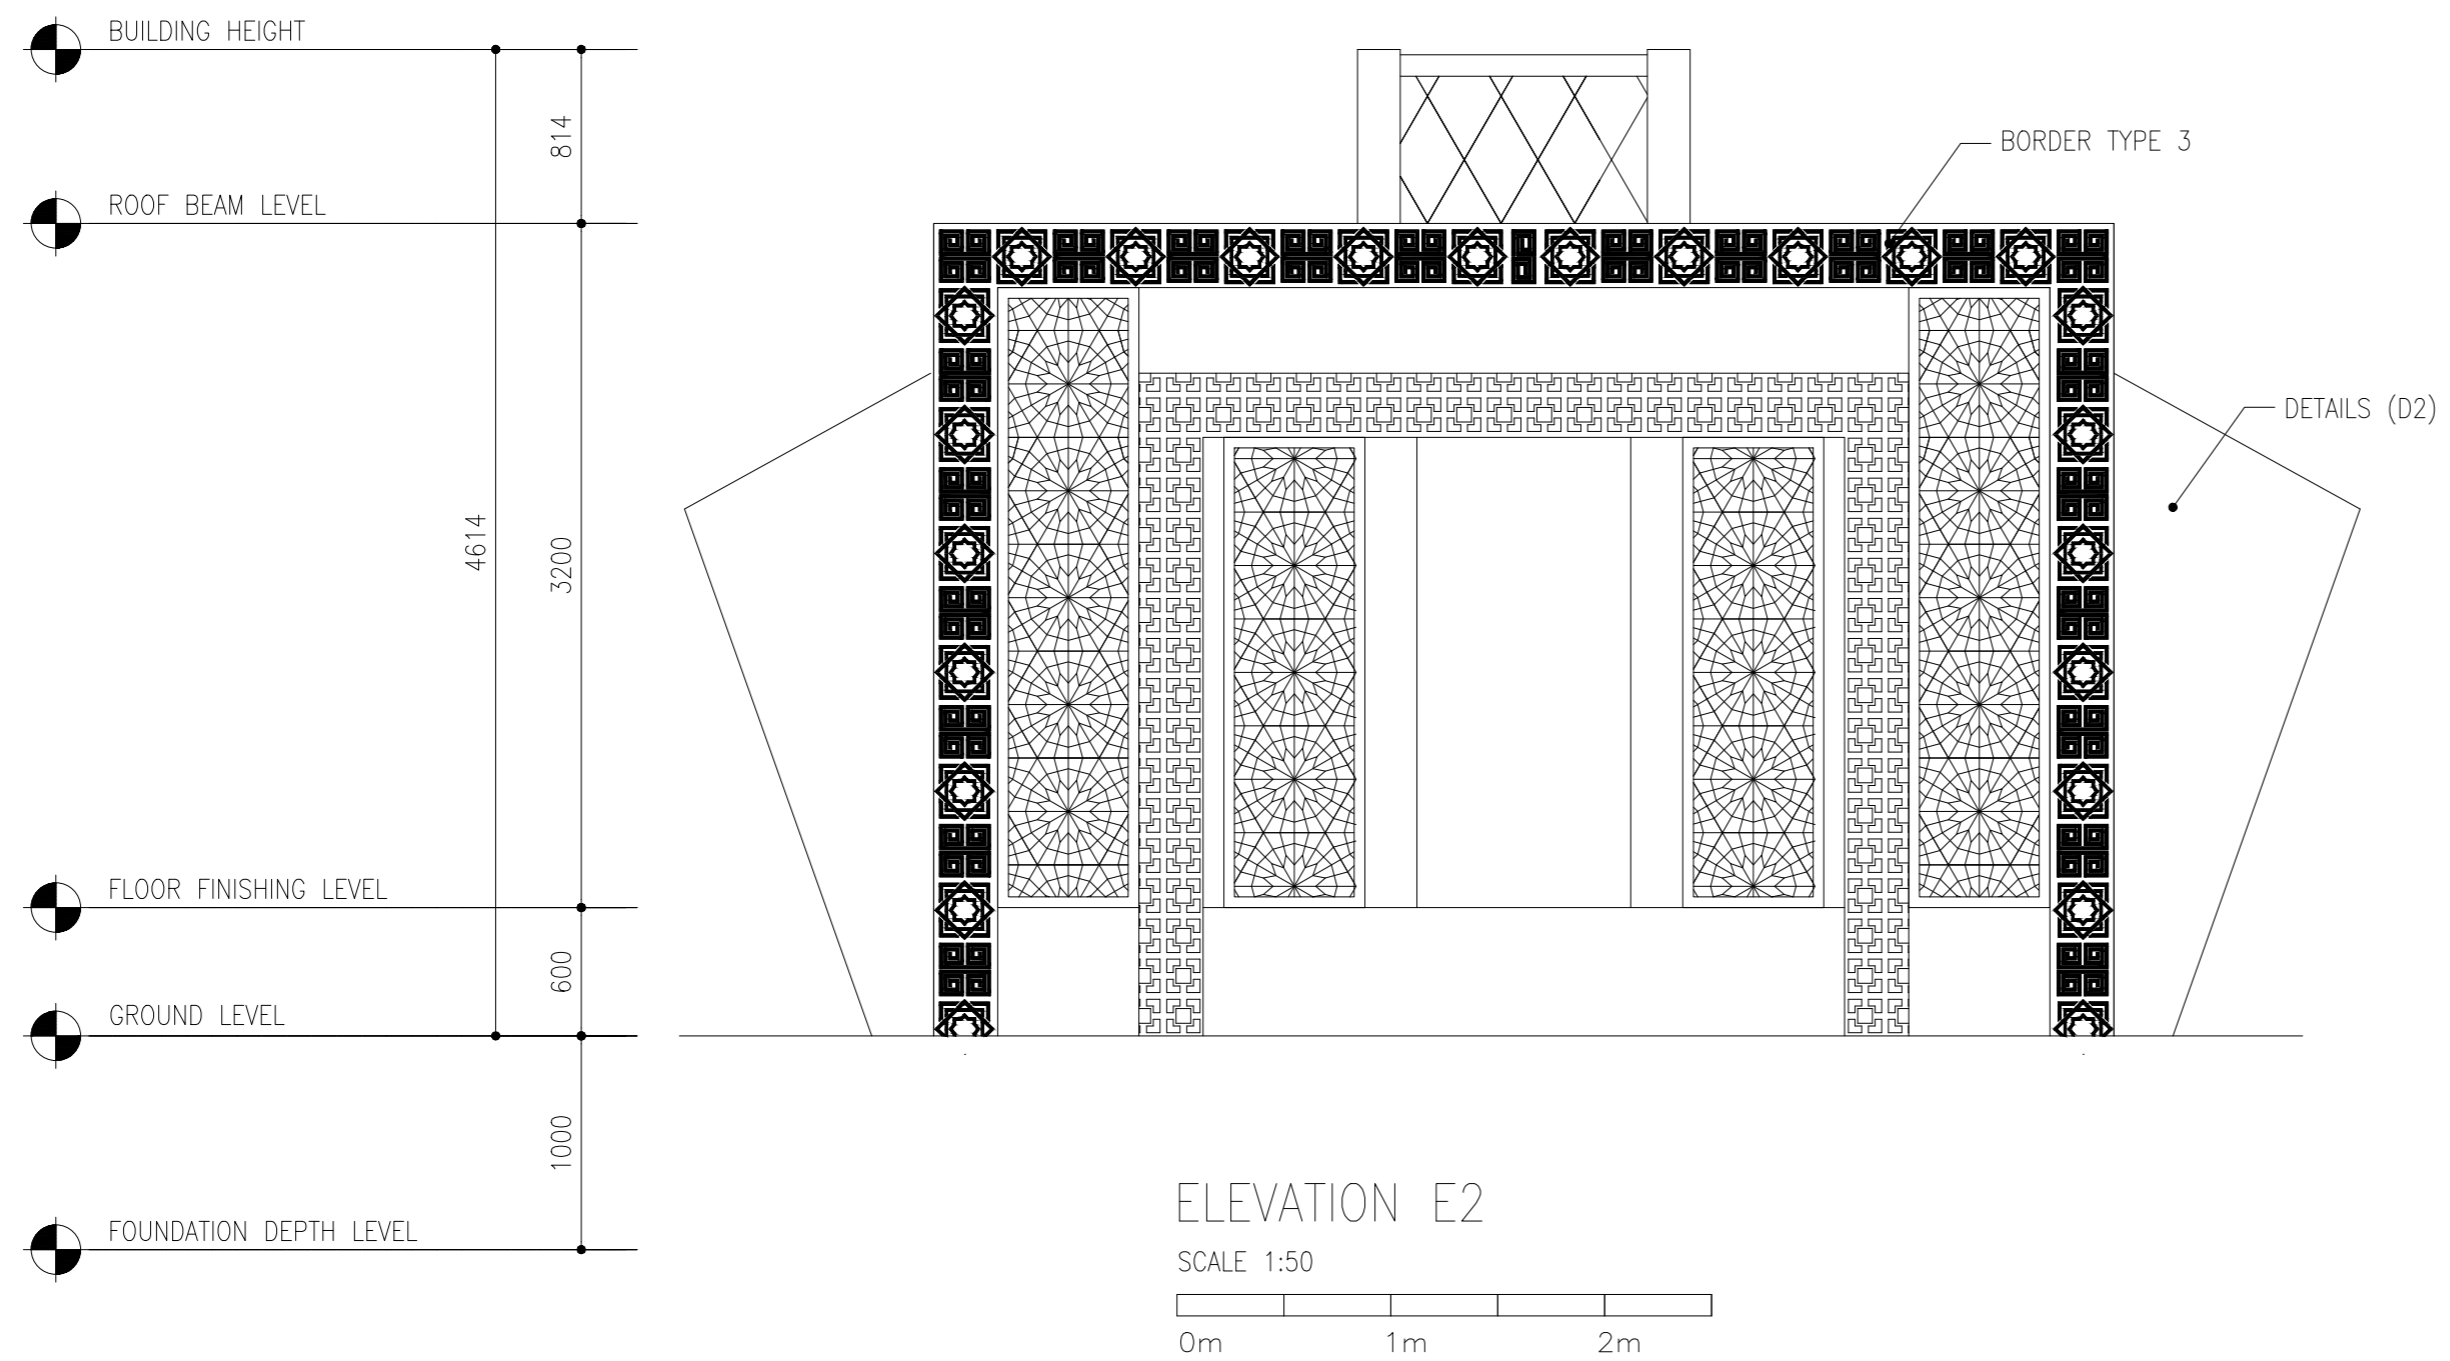 BUILDING HEIGHT
814
BORDER TYPE 3
ROOF BEAM LEVEL
DETAILS (D2)
4614
3200
FLOOR FINISHING LEVEL
600
GROUND LEVEL
1000
FOUNDATION DEPTH LEVEL
ELEVATION E2
SCALE 1:50
0m 1m 2m